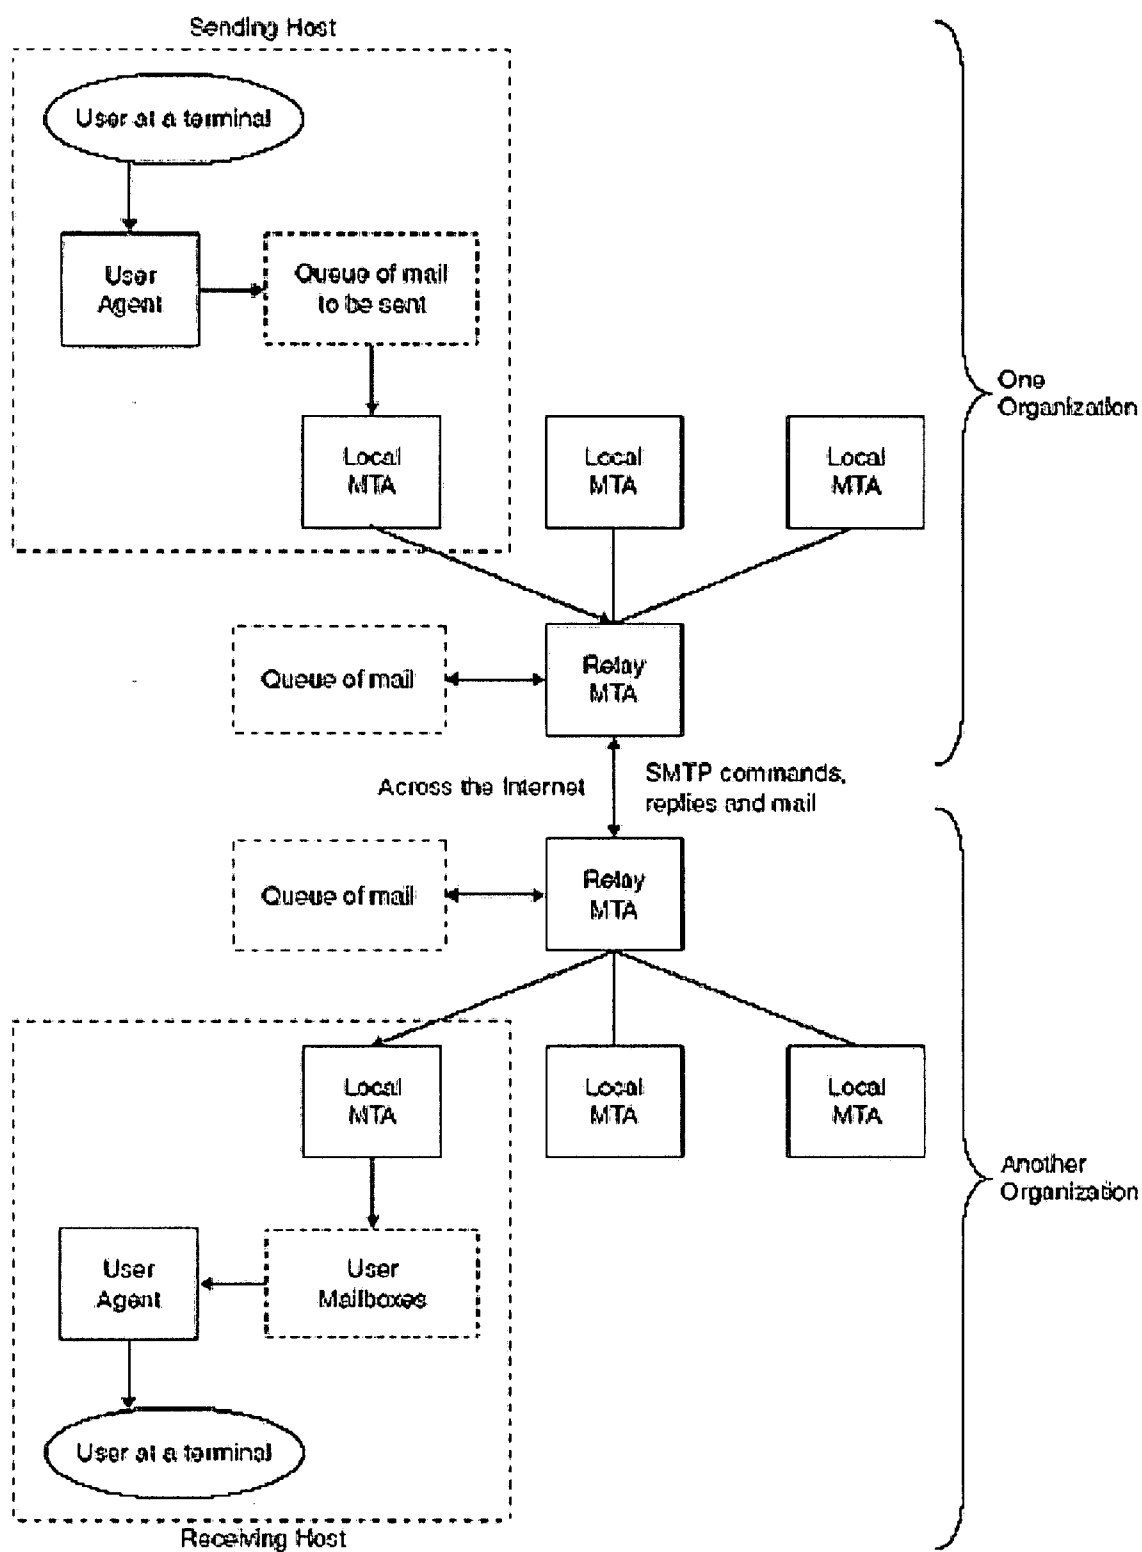 Sending Host
User at a terminal
User
Agent
Queue of mail
to be sent
One
Organization
Local
MTA
Local
MTA
Local
MTA
Queue of mail
Relay
MTA
Across the Internet
SMTP commands,
replies and mail
Queue of mail
Relay
MTA
Local
MTA
Local
MTA
Local
MTA
Another
Organization
User
Agent
User
Mailboxes
User at a terminal
Receiving Host